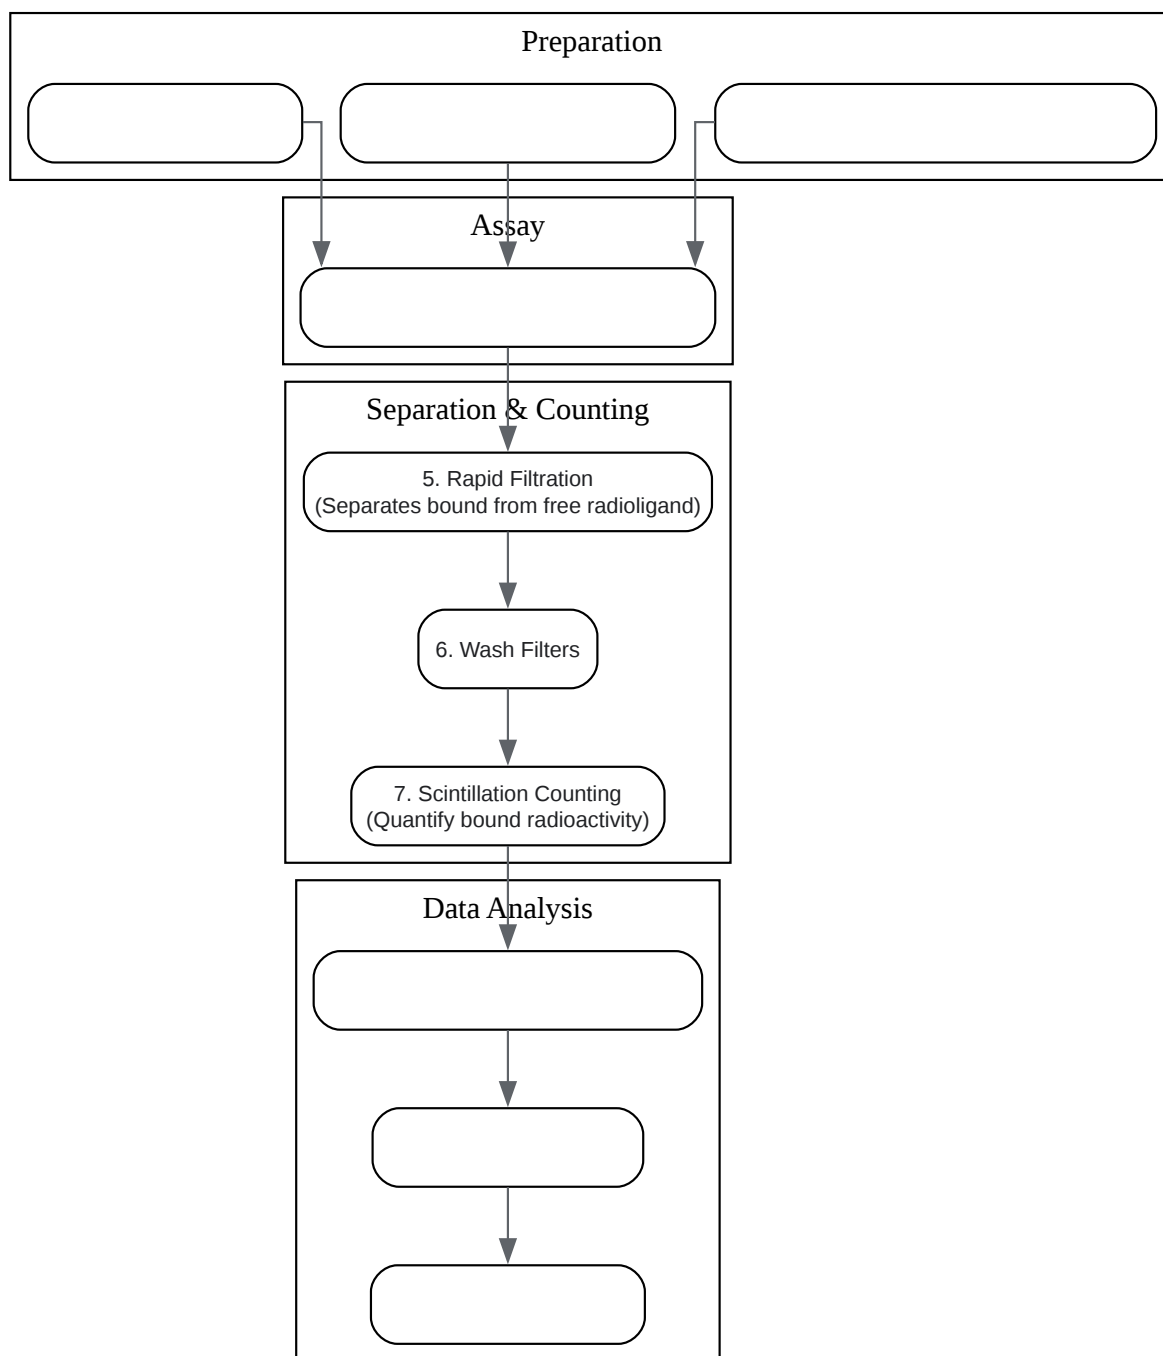 Preparation
Assay
Separation & Counting
5. Rapid Filtration
(Separates bound from free radioligand)
6. Wash Filters
7. Scintillation Counting
(Quantify bound radioactivity)
Data Analysis